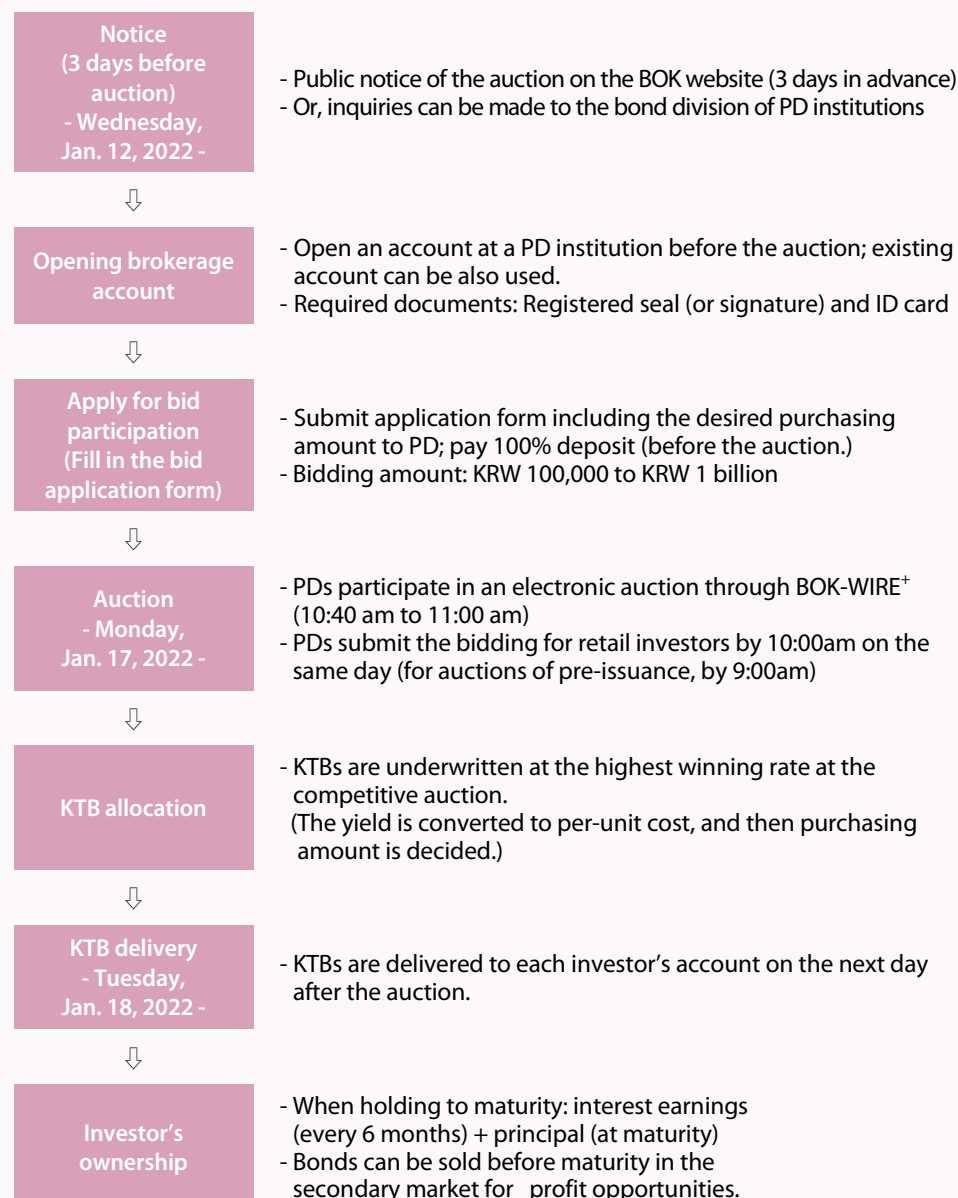 Notice
(3 days before
auction)
- Wednesday,
Jan. 12, 2022 -
- Public notice of the auction on the BOK website (3 days in advance)
- Or, inquiries can be made to the bond division of PD institutions
⇩
Opening brokerage
account
- Open an account at a PD institution before the auction; existing
account can be also used.
- Required documents: Registered seal (or signature) and ID card
⇩
Apply for bid
participation
(Fill in the bid
application form)
- Submit application form including the desired purchasing
amount to PD; pay 100% deposit (before the auction.)
- Bidding amount: KRW 100,000 to KRW 1 billion
⇩
Auction
- Monday,
Jan. 17, 2022 -
- PDs participate in an electronic auction through BOK-WIRE+
(10:40 am to 11:00 am)
- PDs submit the bidding for retail investors by 10:00am on the
same day (for auctions of pre-issuance, by 9:00am)
⇩
KTB allocation
- KTBs are underwritten at the highest winning rate at the
competitive auction.
(The yield is converted to per-unit cost, and then purchasing
amount is decided.)
⇩
KTB delivery
- Tuesday,
Jan. 18, 2022 -
- KTBs are delivered to each investor's account on the next day
after the auction.
⇩
Investor's
ownership
- When holding to maturity: interest earnings
(every 6 months) + principal (at maturity)
- Bonds can be sold before maturity in the
secondary market for profit opportunities.